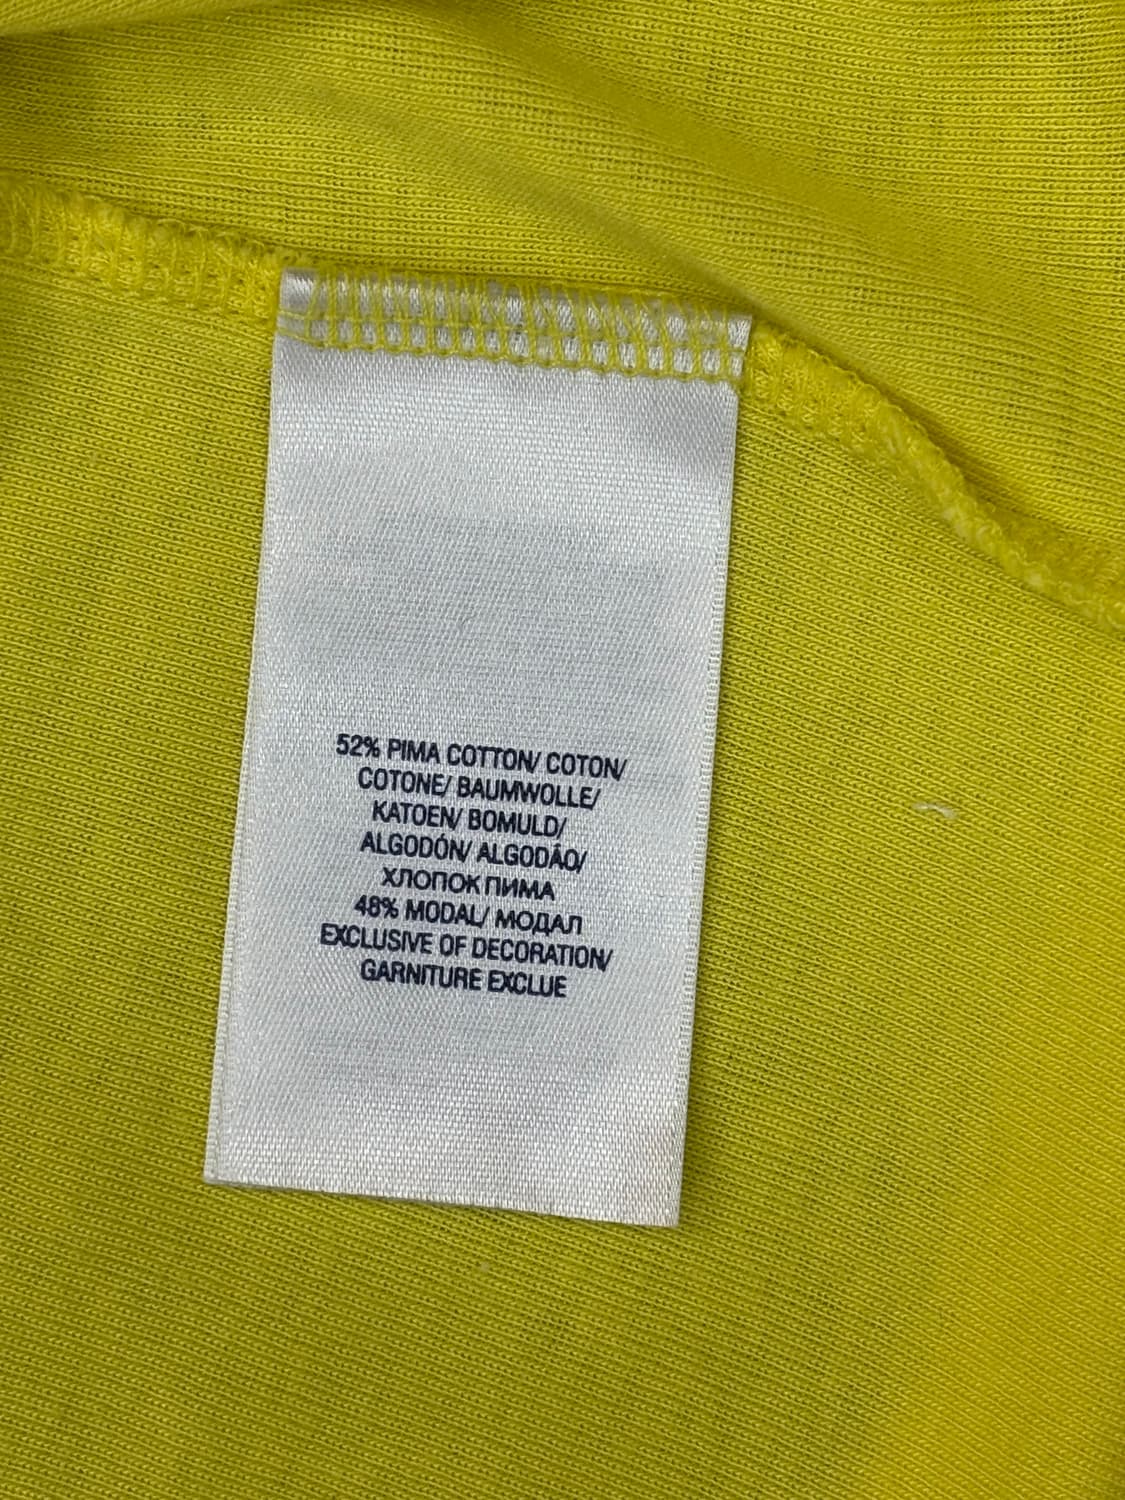 52% PIMA COTTON/ COTON/
COTONE/ BAUMWOLLE/
KATOEN/ BOMULD/
ALGODÓN/ ALGODÃO/
ХЛОПОК ПИМА
48% MODAL/ МОДАЛ
EXCLUSIVE OF DECORATION/
GARNITURE EXCLUE